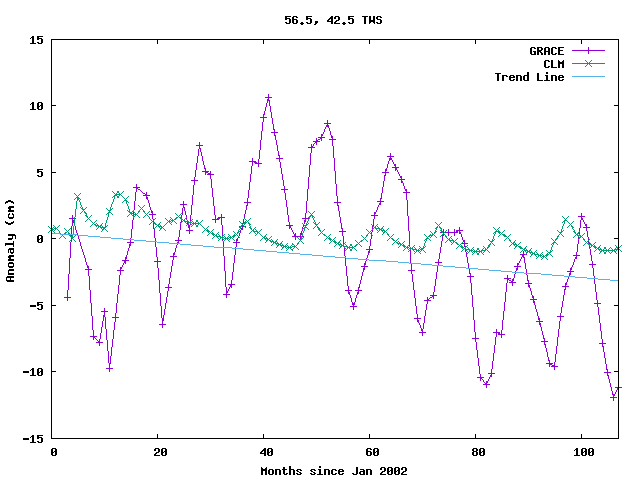 56.5, 42.5 TWS
GRACE
CLM
Trend Line
15
10
5
0
-5
-10
-15
Anomaly (cm)
0 20 40 60 80 100
Months since Jan 2002